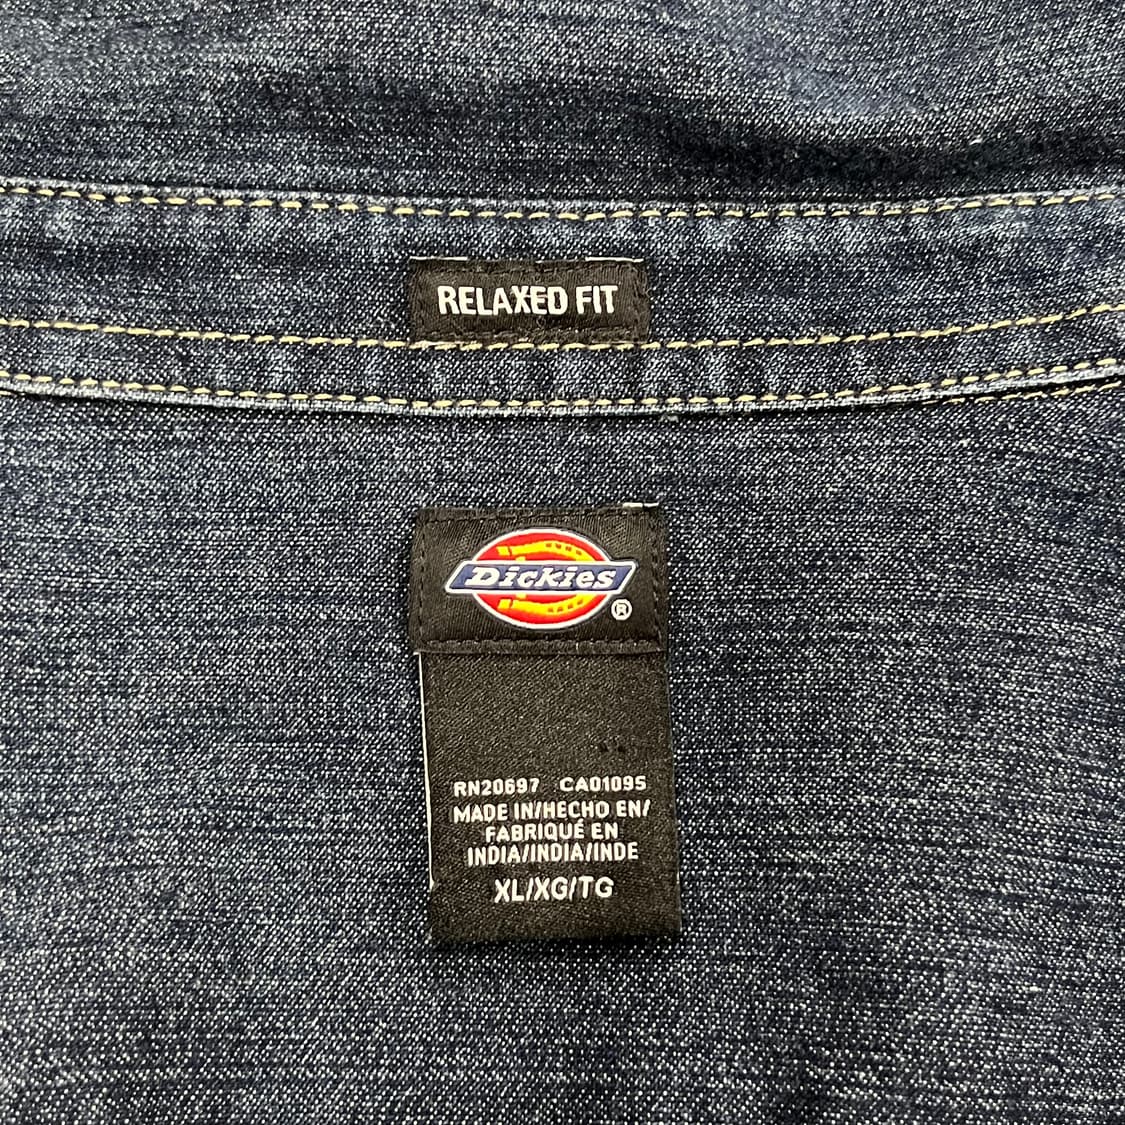 RELAXED FIT
Dickies
®
RN20697 CA01095
MADE IN/HECHO EN/
FABRIQUÉ EN
INDIA/INDIA/INDE
XL/XG/TG